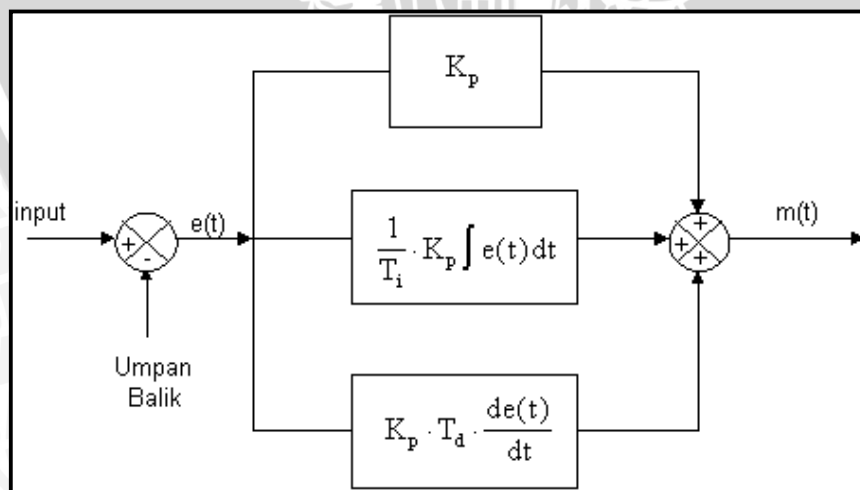 K_p
input
e(t)
+
-
1/T_i · K_p ∫ e(t) dt
+
+
+
m(t)
Umpan
Balik
K_p · T_d · de(t)/dt